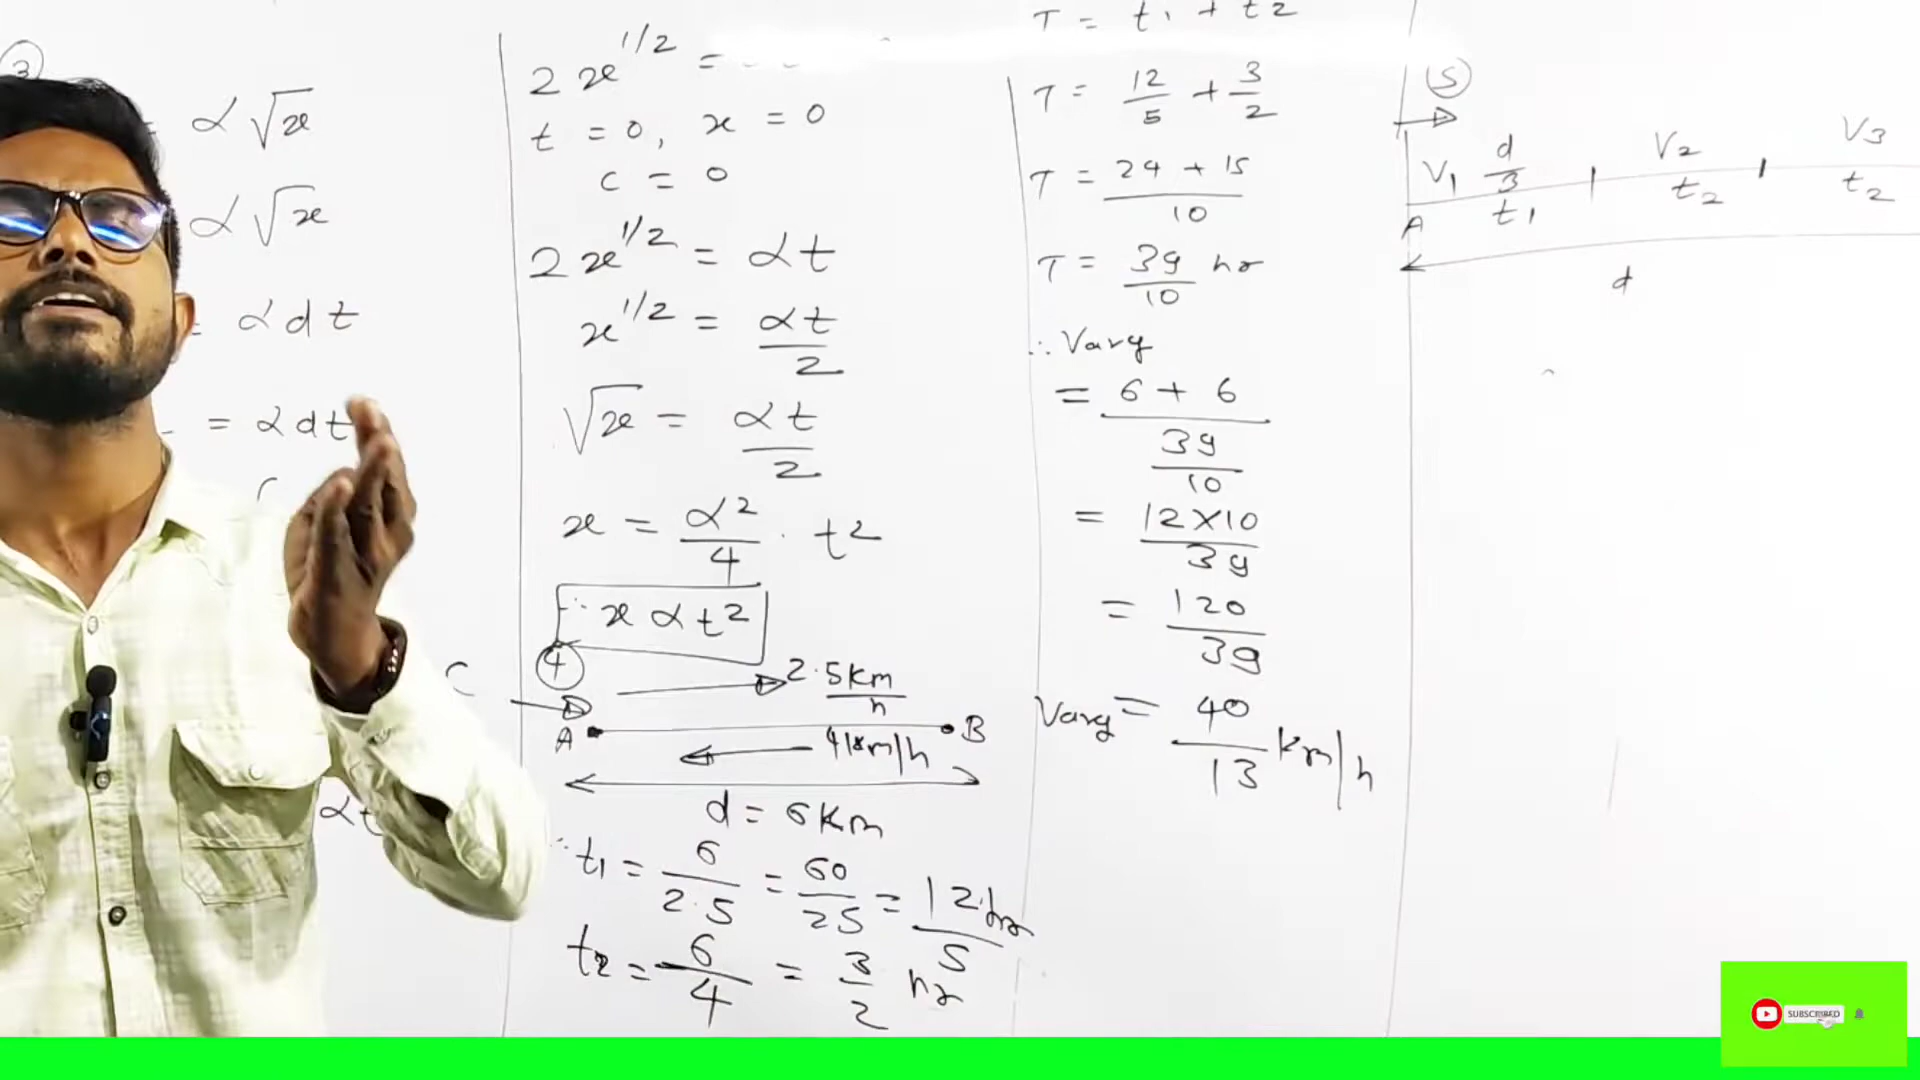 3
α √x
α √x
= α dt
= α dt
C
αt
2 x^1/2 =
t = 0, x = 0
c = 0
2 x^1/2 = αt
x^1/2 = αt/2
√x = αt/2
x = α²/4 · t²
∴ x α t²
4
2.5 Km/h
A B
4 Km/h
d = 6 Km
∴ t1 = 6/2.5 = 60/25 = 12/5 hr
t2 = 6/4 = 3/2 hr
T = t1 + t2
T = 12/5 + 3/2
T = 24 + 15/10
T = 39/10 hr
∴ Vavg
= 6 + 6 / 39/10
= 12×10/39
= 120/39
Vavg = 40/13 Km/h
5
V1 d/3 V2 V3
t1 t2 t2
A
d
SUBSCRIBED